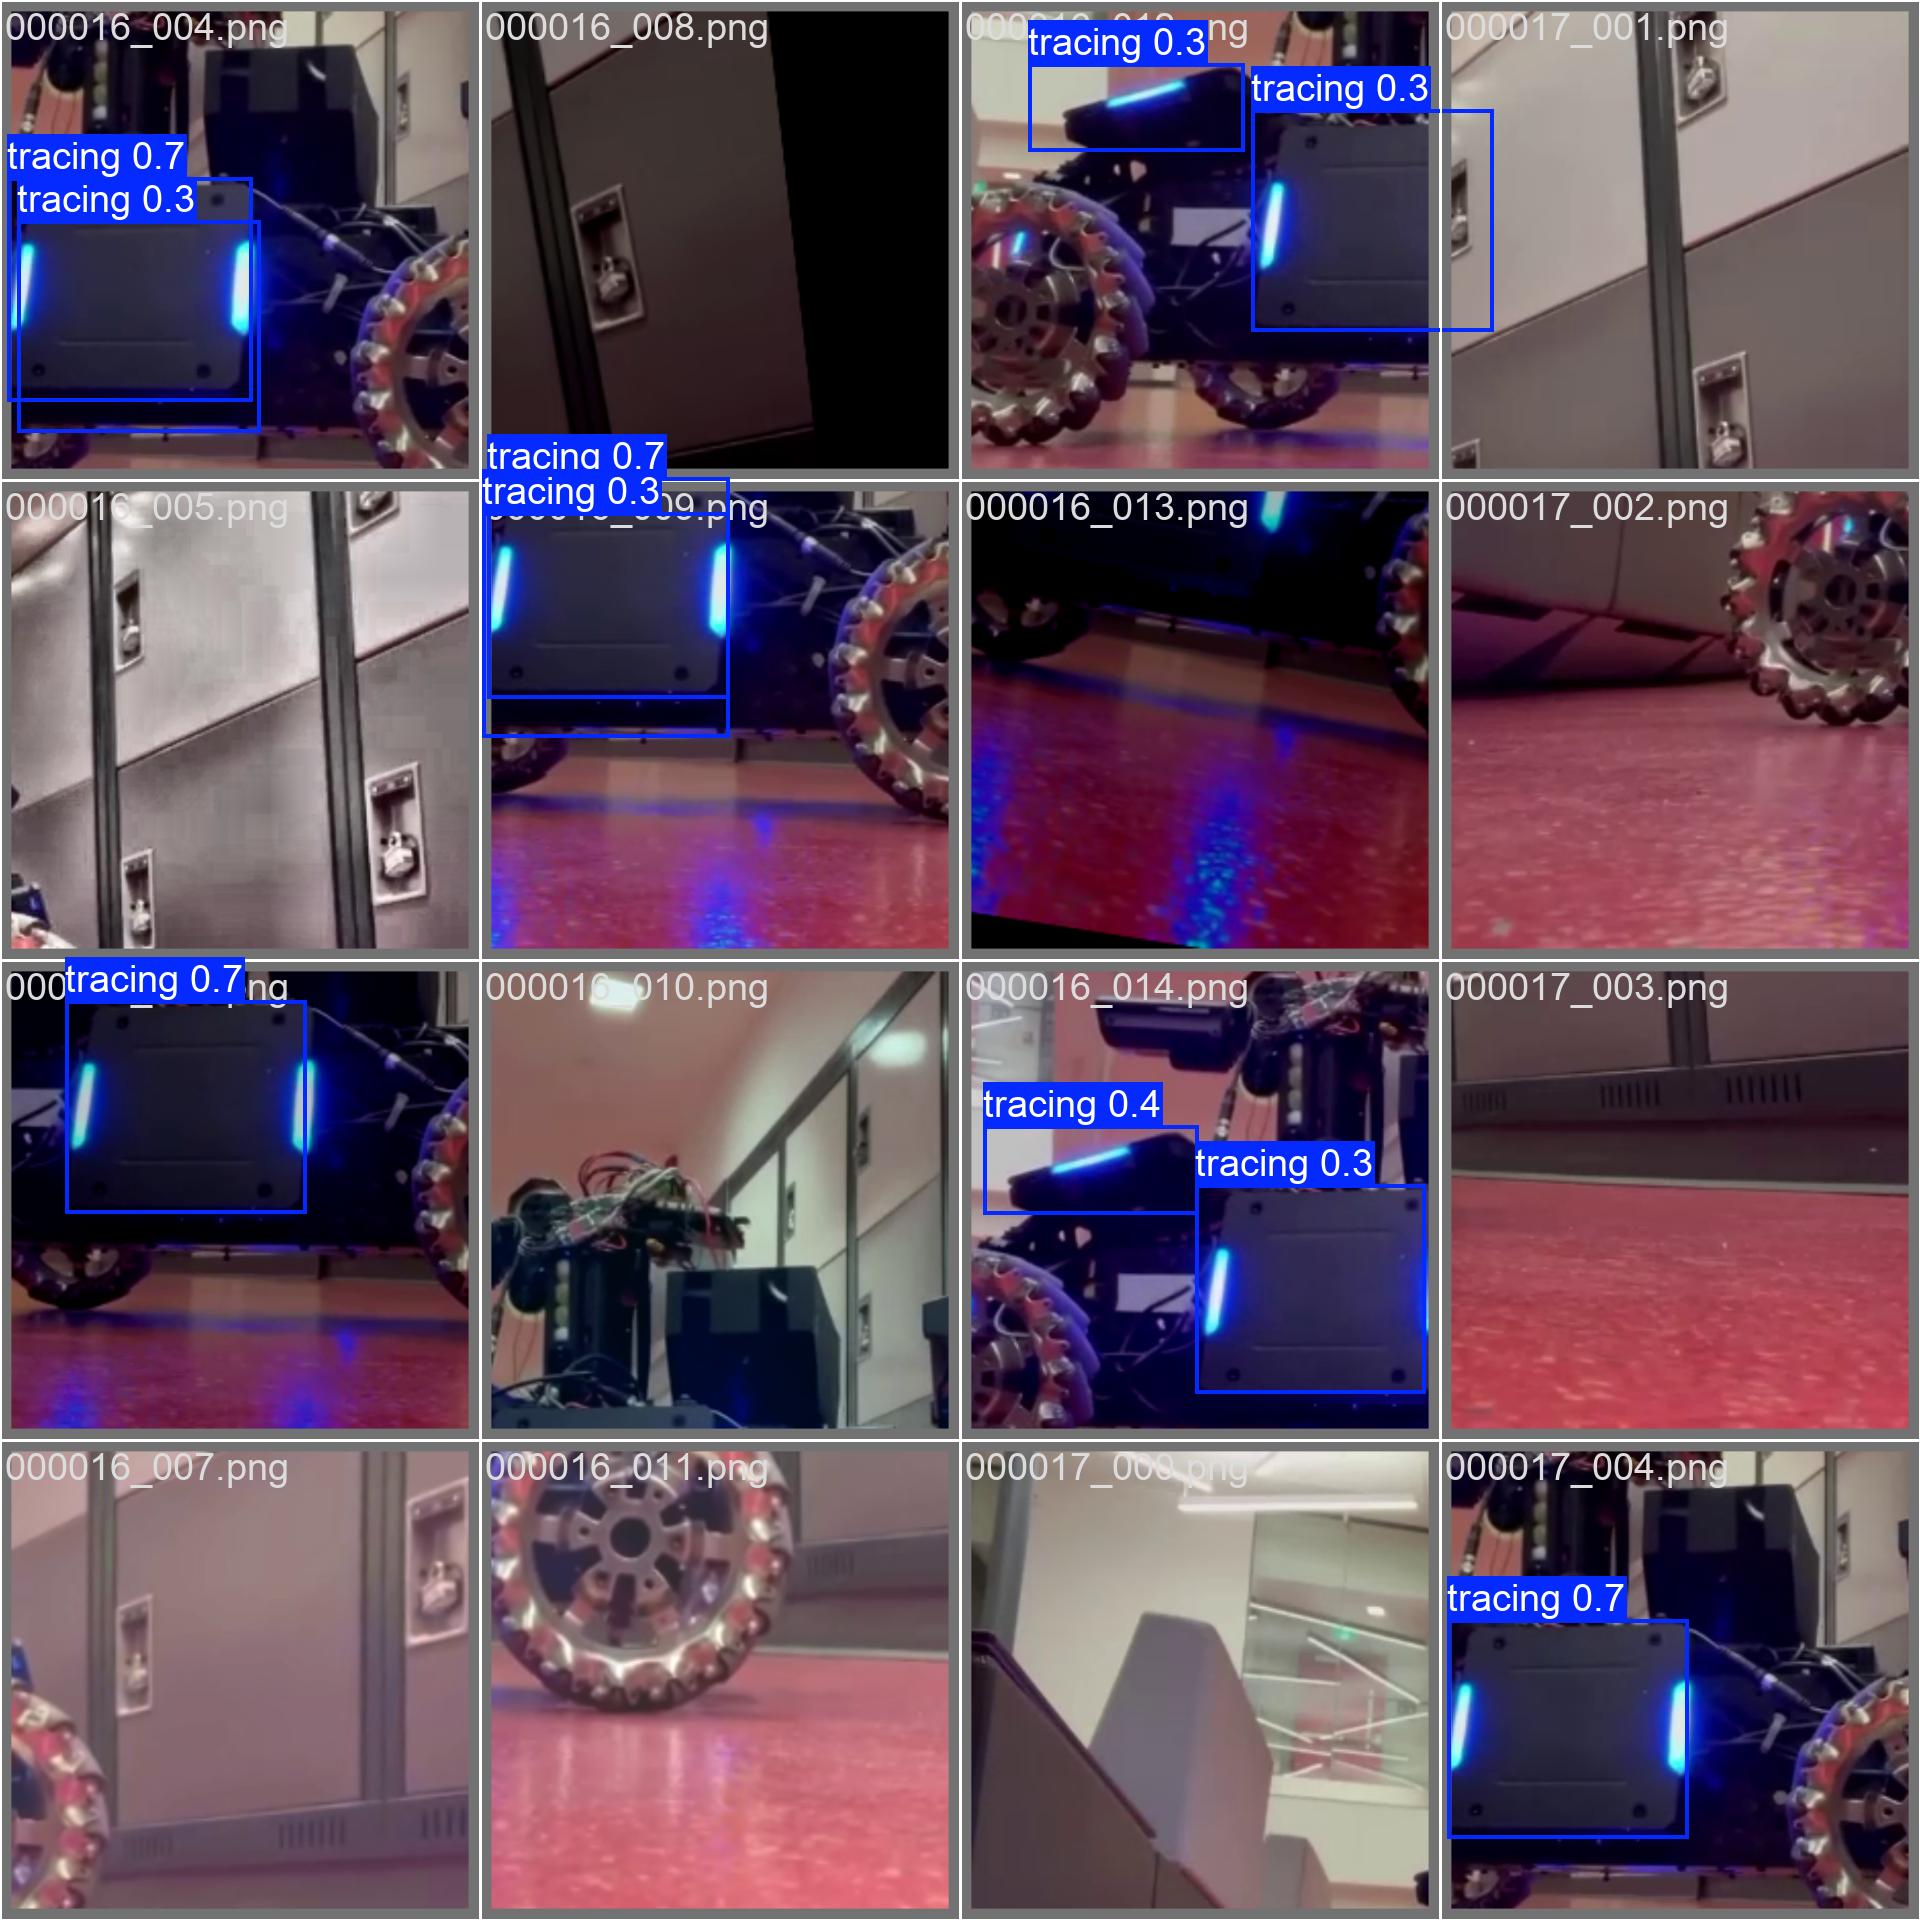 000016_004.png
tracing 0.7
tracing 0.3
000016_008.png
tracing 0.3
tracing 0.3
000017_001.png
000016_005.png
tracing 0.7
tracing 0.3
000016_013.png
000017_002.png
tracing 0.7
000016_010.png
000016_014.png
tracing 0.4
tracing 0.3
000017_003.png
000016_007.png
000016_011.png
000017_000.png
000017_004.png
tracing 0.7